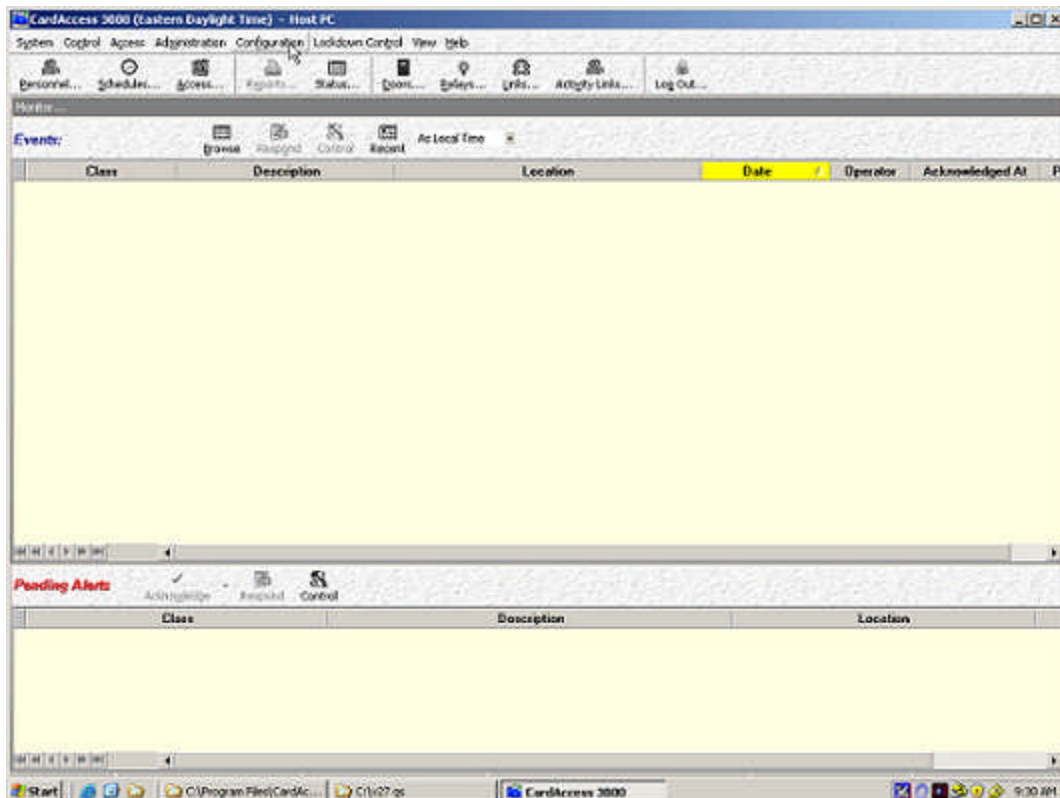 CardAccess 3000 (Eastern Daylight Time) - Host PC
System Control Access Administration Configuration Lockdown Control View Help
Personnel... Schedules... Access... Reports... Status... Doors... Relays... Links... Activity Links... Log Out...
Monitor...
Events: Browse Respond Control Recent As Local Time
Class Description Location Date Operator Acknowledged At P
Pending Alerts Acknowledge Respond Control
Class Description Location
Start C:\Program Files\CardAc... C:\v27 qs CardAccess 3000 9:30 AM